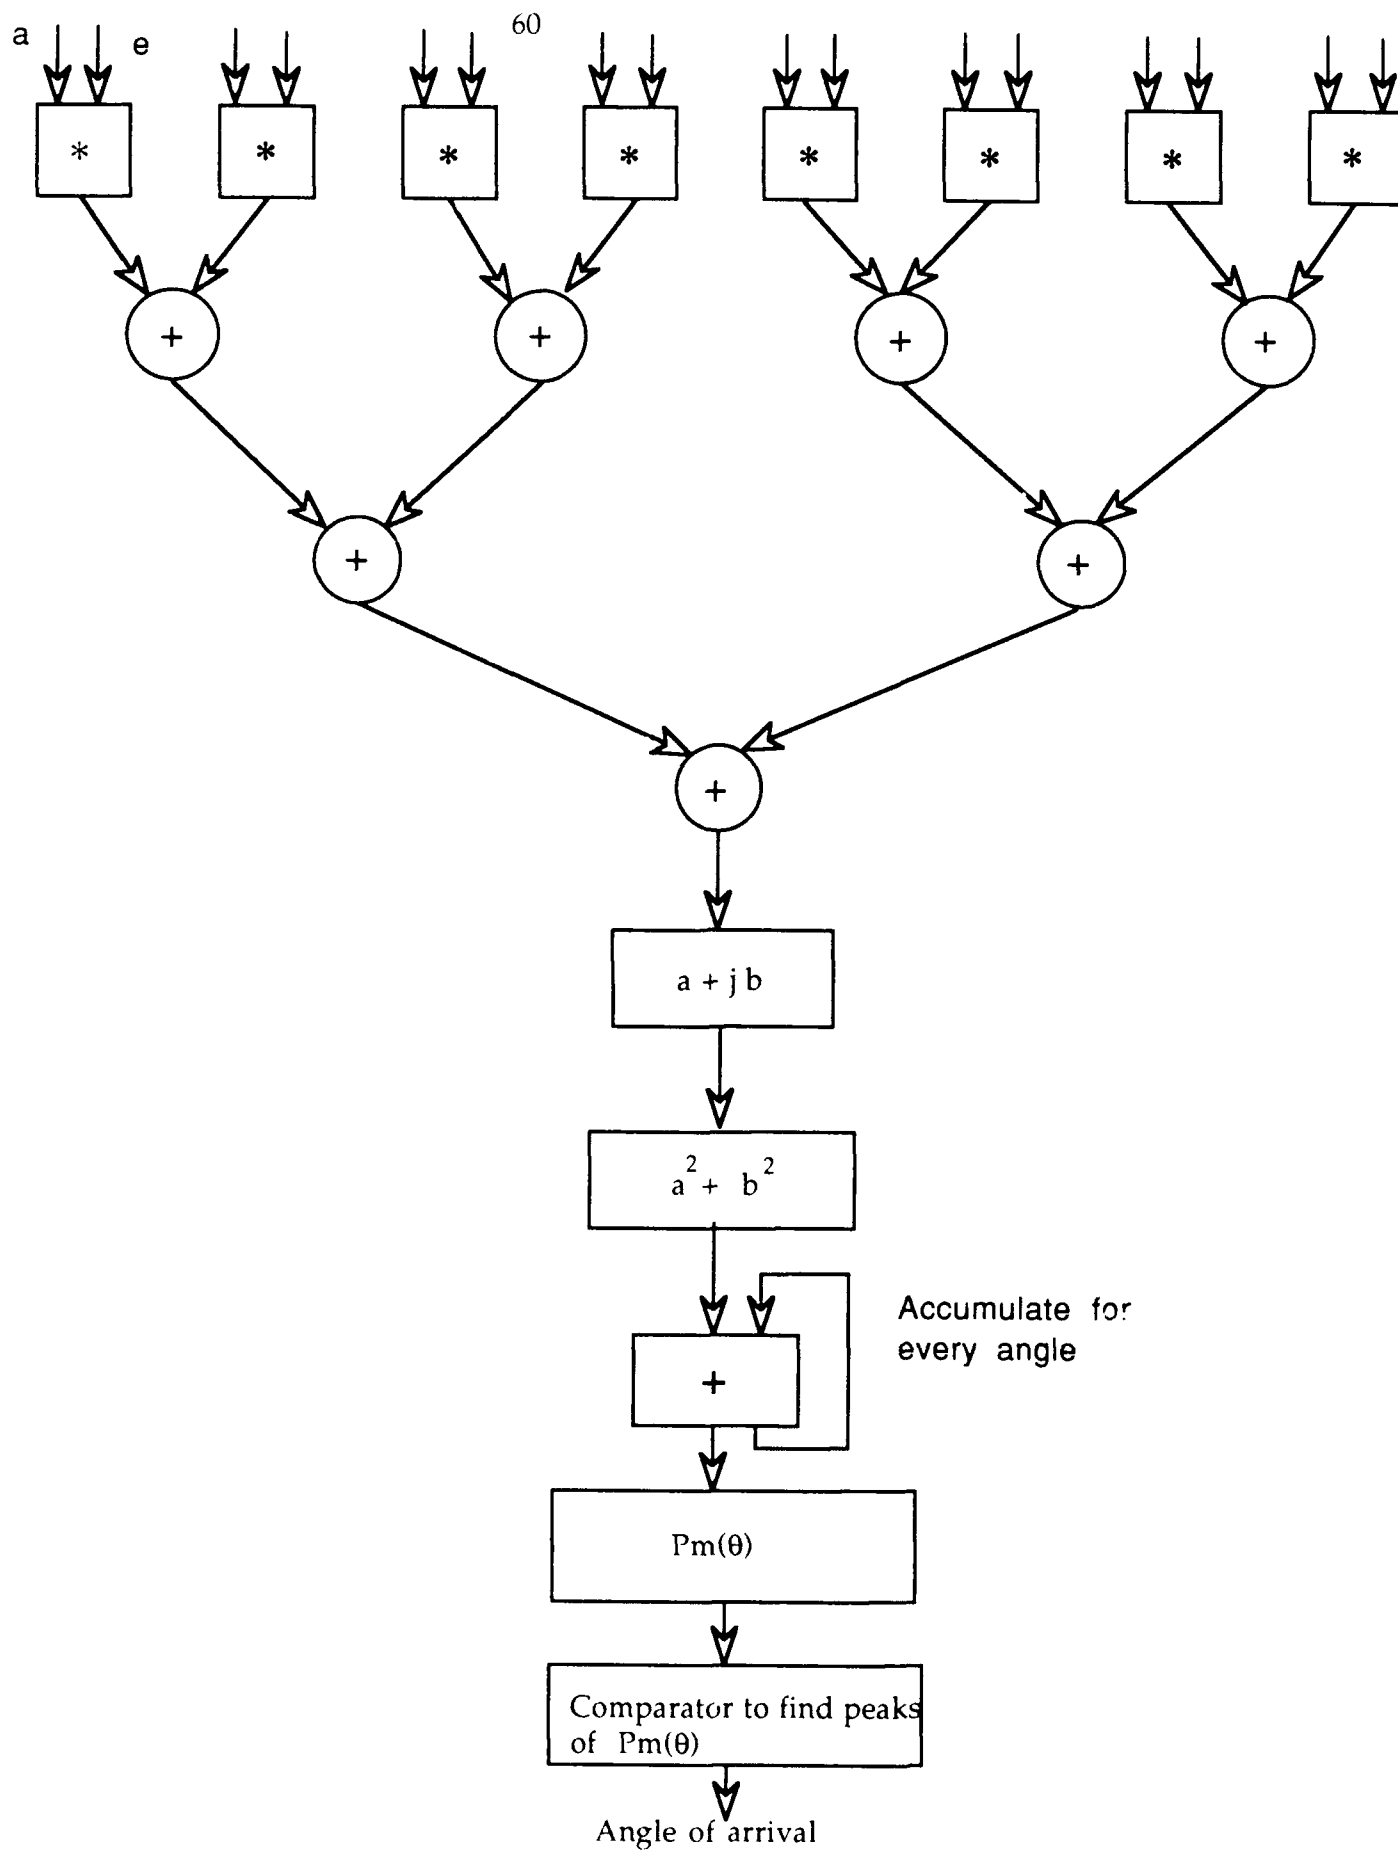 a e 60
* * * * * * * *
+ + + +
+ +
+
a + j b
a² + b²
Accumulate for
every angle
+
Pm(θ)
Comparator to find peaks
of Pm(θ)
Angle of arrival